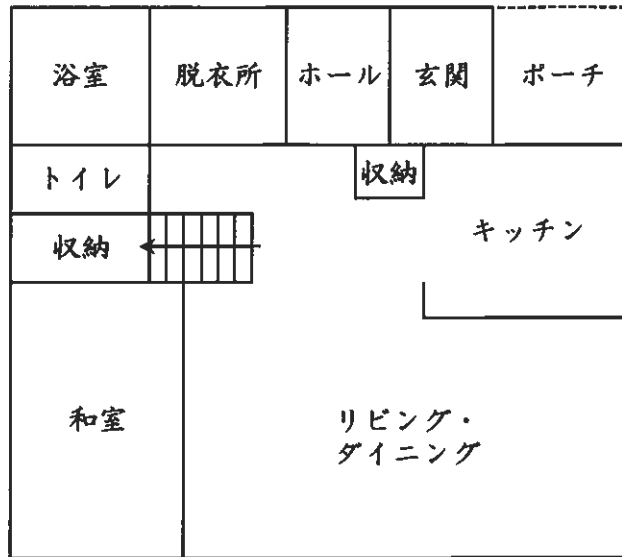 浴室
脱衣所
ホール
玄関
ポーチ
トイレ
収納
キッチン
収納
和室
リビング・
ダイニング